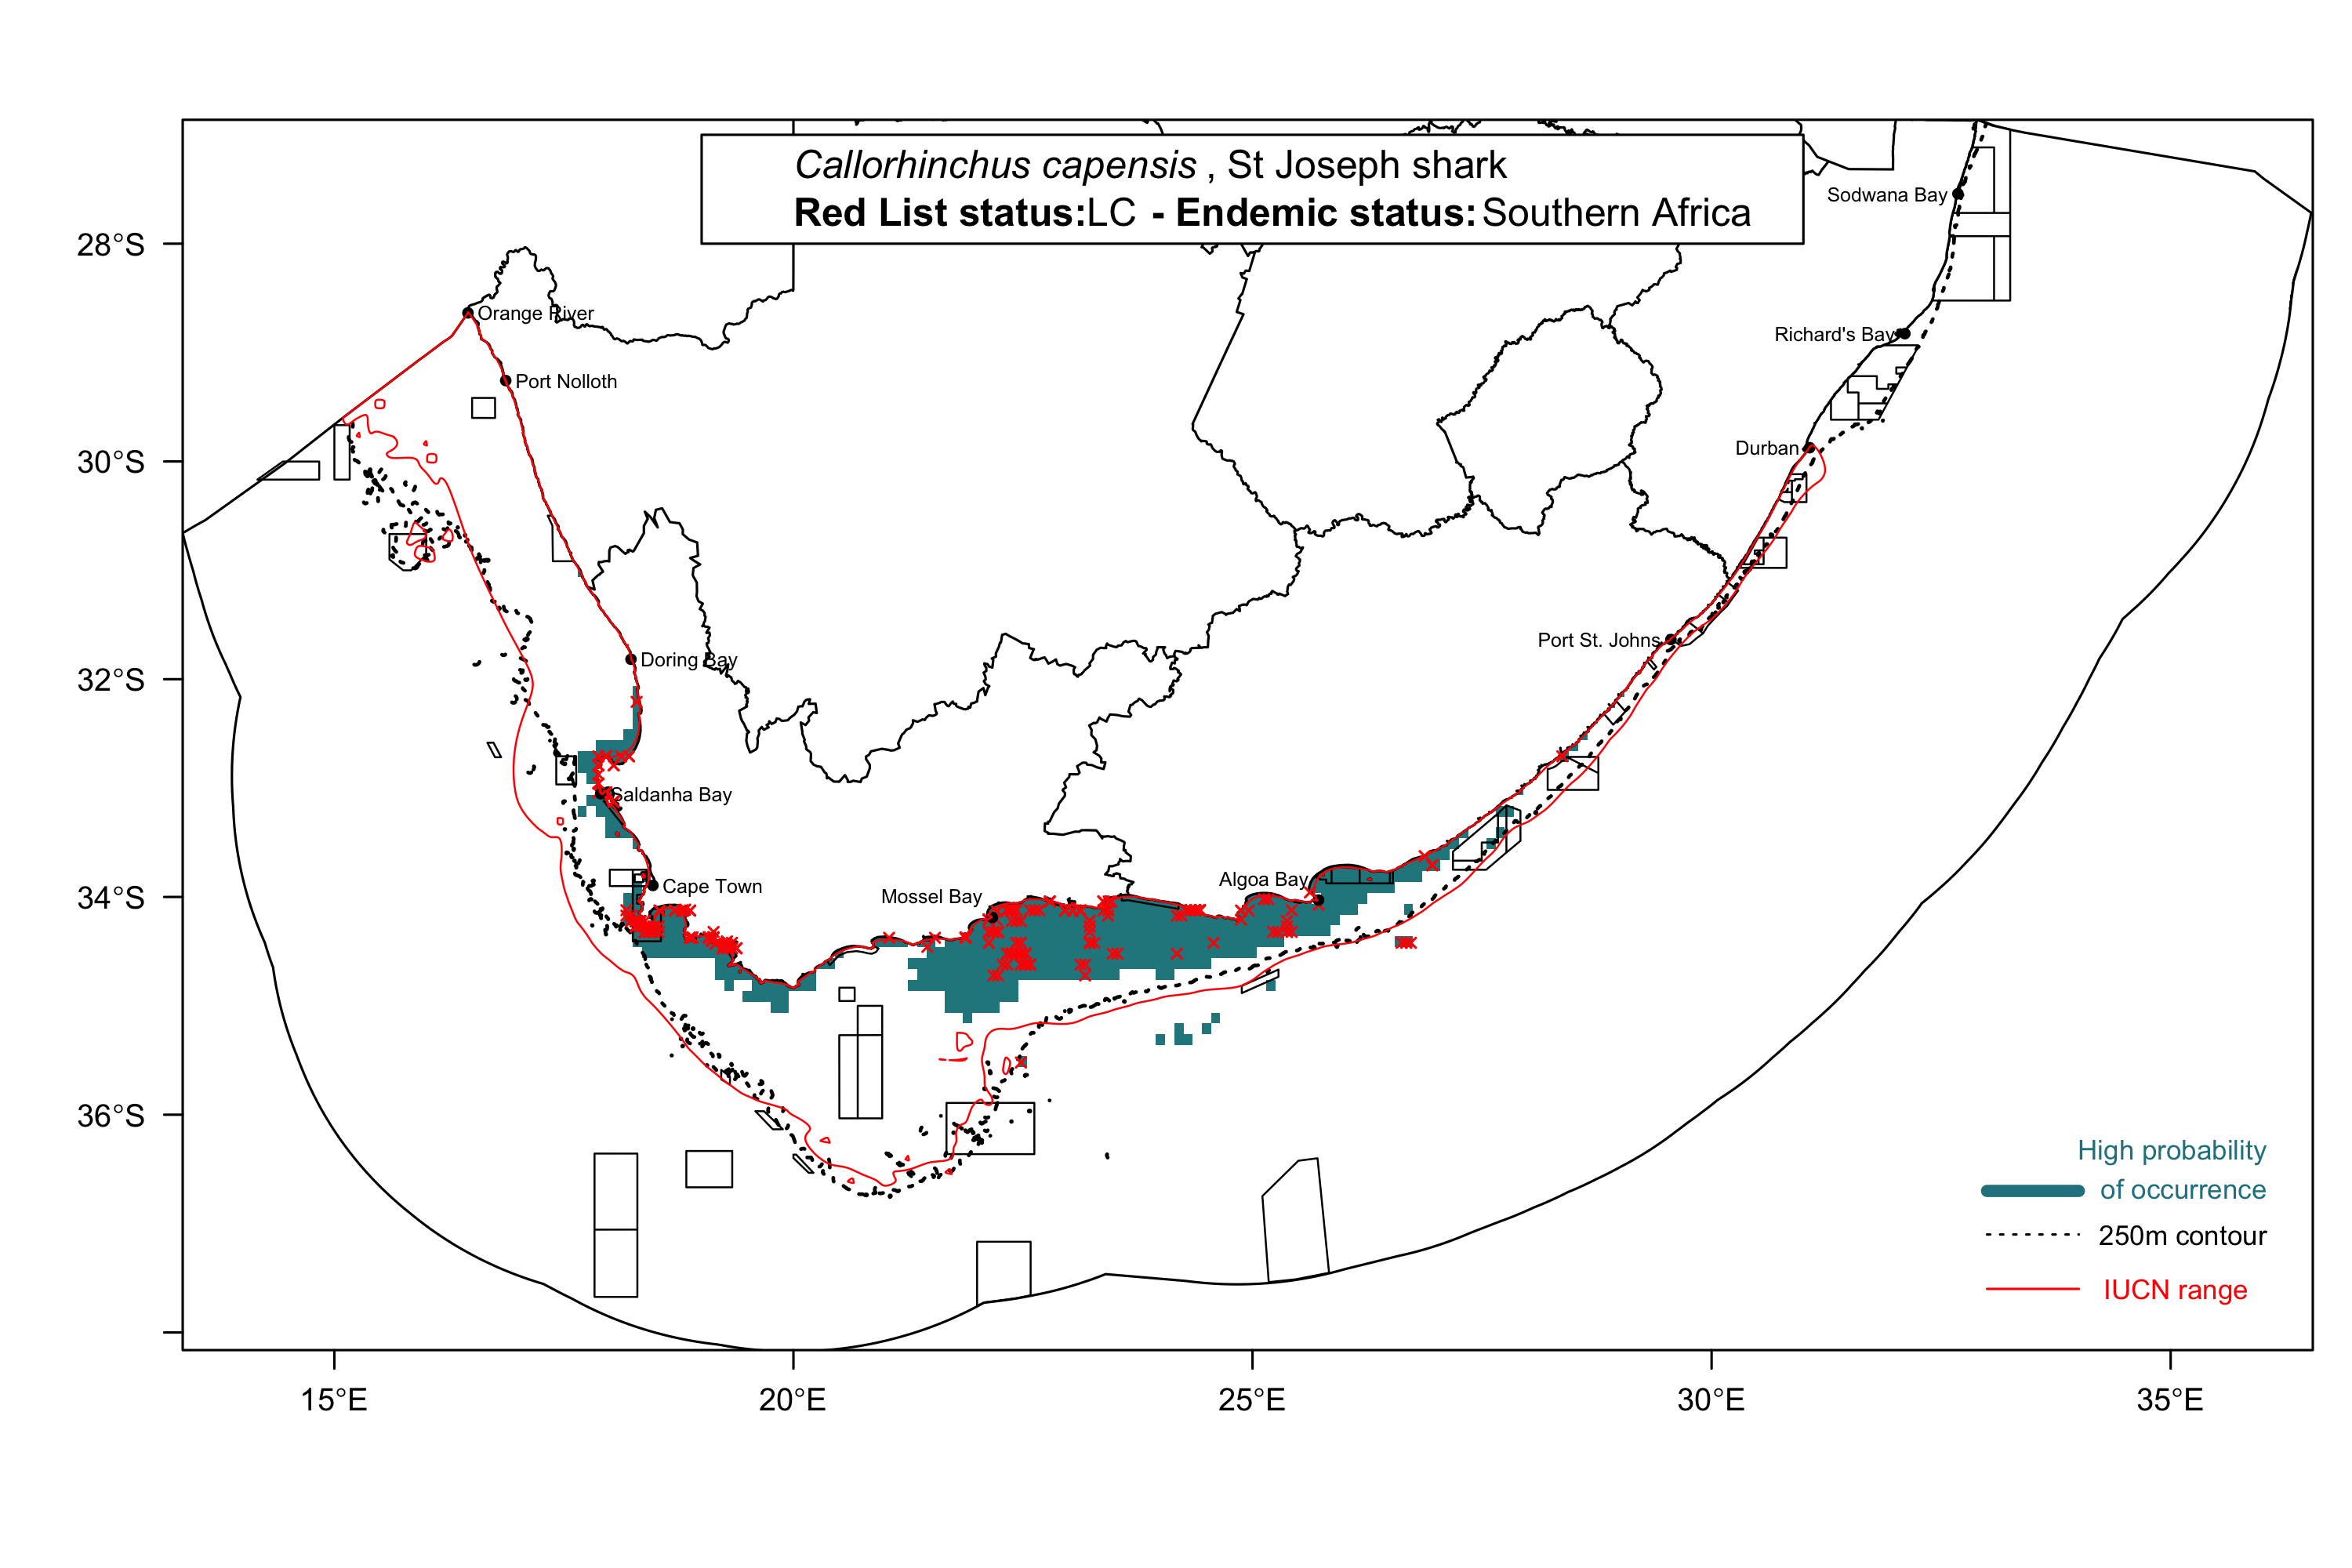 Callorhinchus capensis , St Joseph shark
Red List status:LC - Endemic status:Southern Africa
Sodwana Bay
28°S
Orange River
Richard's Bay
Port Nolloth
Durban
30°S
Port St. Johns
Doring Bay
32°S
Saldanha Bay
Algoa Bay
Cape Town
Mossel Bay
34°S
36°S
High probability
of occurrence
250m contour
IUCN range
15°E
20°E
25°E
30°E
35°E